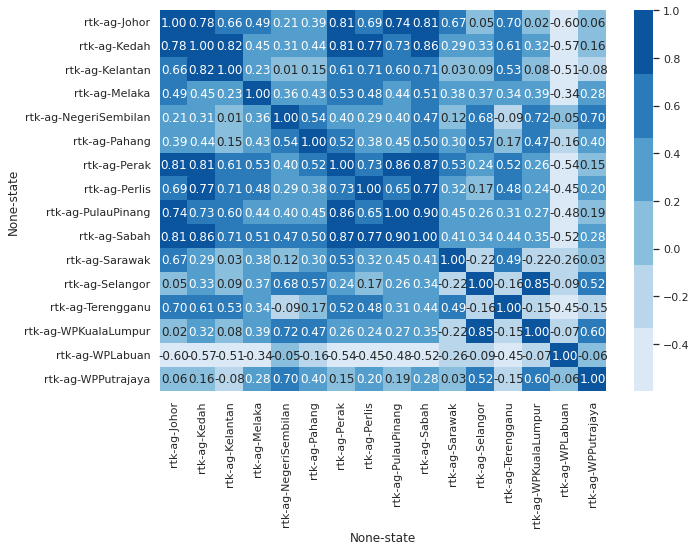 rtk-ag-Johor 1.00 0.78 0.66 0.49 0.21 0.39 0.81 0.69 0.74 0.81 0.67 0.05 0.70 0.02 -0.60 0.06
rtk-ag-Kedah 0.78 1.00 0.82 0.45 0.31 0.44 0.81 0.77 0.73 0.86 0.29 0.33 0.61 0.32 -0.57 0.16
rtk-ag-Kelantan 0.66 0.82 1.00 0.23 0.01 0.15 0.61 0.71 0.60 0.71 0.03 0.09 0.53 0.08 -0.51 -0.08
rtk-ag-Melaka 0.49 0.45 0.23 1.00 0.36 0.43 0.53 0.48 0.44 0.51 0.38 0.37 0.34 0.39 -0.34 0.28
rtk-ag-NegeriSembilan 0.21 0.31 0.01 0.36 1.00 0.54 0.40 0.29 0.40 0.47 0.12 0.68 -0.09 0.72 -0.05 0.70
rtk-ag-Pahang 0.39 0.44 0.15 0.43 0.54 1.00 0.52 0.38 0.45 0.50 0.30 0.57 0.17 0.47 -0.16 0.40
rtk-ag-Perak 0.81 0.81 0.61 0.53 0.40 0.52 1.00 0.73 0.86 0.87 0.53 0.24 0.52 0.26 -0.54 0.15
rtk-ag-Perlis 0.69 0.77 0.71 0.48 0.29 0.38 0.73 1.00 0.65 0.77 0.32 0.17 0.48 0.24 -0.45 0.20
rtk-ag-PulauPinang 0.74 0.73 0.60 0.44 0.40 0.45 0.86 0.65 1.00 0.90 0.45 0.26 0.31 0.27 -0.48 0.19
rtk-ag-Sabah 0.81 0.86 0.71 0.51 0.47 0.50 0.87 0.77 0.90 1.00 0.41 0.34 0.44 0.35 -0.52 0.28
rtk-ag-Sarawak 0.67 0.29 0.03 0.38 0.12 0.30 0.53 0.32 0.45 0.41 1.00 -0.22 0.49 -0.22 -0.26 0.03
rtk-ag-Selangor 0.05 0.33 0.09 0.37 0.68 0.57 0.24 0.17 0.26 0.34 -0.22 1.00 -0.16 0.85 -0.09 0.52
rtk-ag-Terengganu 0.70 0.61 0.53 0.34 -0.09 0.17 0.52 0.48 0.31 0.44 0.49 -0.16 1.00 -0.15 -0.45 -0.15
rtk-ag-WPKualaLumpur 0.02 0.32 0.08 0.39 0.72 0.47 0.26 0.24 0.27 0.35 -0.22 0.85 -0.15 1.00 -0.07 0.60
rtk-ag-WPLabuan -0.60 -0.57 -0.51 -0.34 -0.05 -0.16 -0.54 -0.45 -0.48 -0.52 -0.26 -0.09 -0.45 -0.07 1.00 -0.06
rtk-ag-WPPutrajaya 0.06 0.16 -0.08 0.28 0.70 0.40 0.15 0.20 0.19 0.28 0.03 0.52 -0.15 0.60 -0.06 1.00
None-state
rtk-ag-Johor
rtk-ag-Kedah
rtk-ag-Kelantan
rtk-ag-Melaka
rtk-ag-NegeriSembilan
rtk-ag-Pahang
rtk-ag-Perak
rtk-ag-Perlis
rtk-ag-PulauPinang
rtk-ag-Sabah
rtk-ag-Sarawak
rtk-ag-Selangor
rtk-ag-Terengganu
rtk-ag-WPKualaLumpur
rtk-ag-WPLabuan
rtk-ag-WPPutrajaya
None-state
1.0
0.8
0.6
0.4
0.2
0.0
−0.2
−0.4